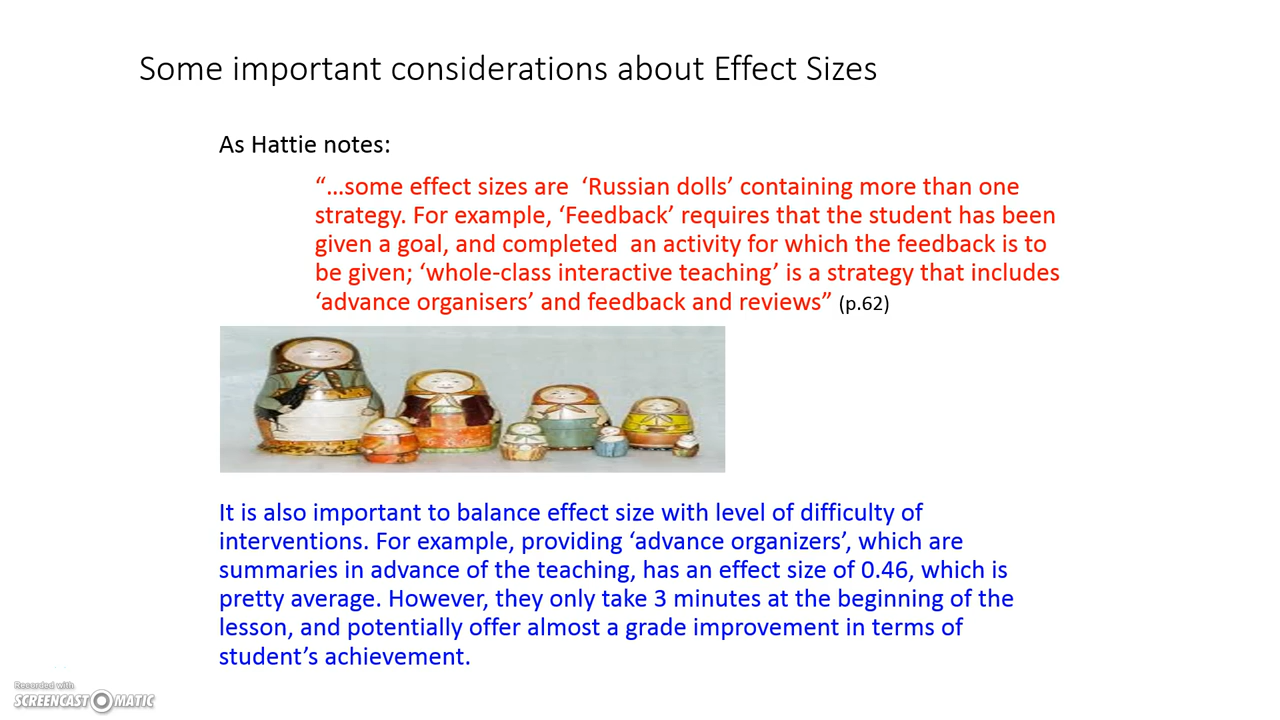 Some important considerations about Effect Sizes
As Hattie notes:
“…some effect sizes are ‘Russian dolls’ containing more than one
strategy. For example, ‘Feedback’ requires that the student has been
given a goal, and completed an activity for which the feedback is to
be given; ‘whole-class interactive teaching’ is a strategy that includes
‘advance organisers’ and feedback and reviews” (p.62)
It is also important to balance effect size with level of difficulty of
interventions. For example, providing ‘advance organizers’, which are
summaries in advance of the teaching, has an effect size of 0.46, which is
pretty average. However, they only take 3 minutes at the beginning of the
lesson, and potentially offer almost a grade improvement in terms of
student’s achievement.
Recorded with
SCREENCAST MATIC